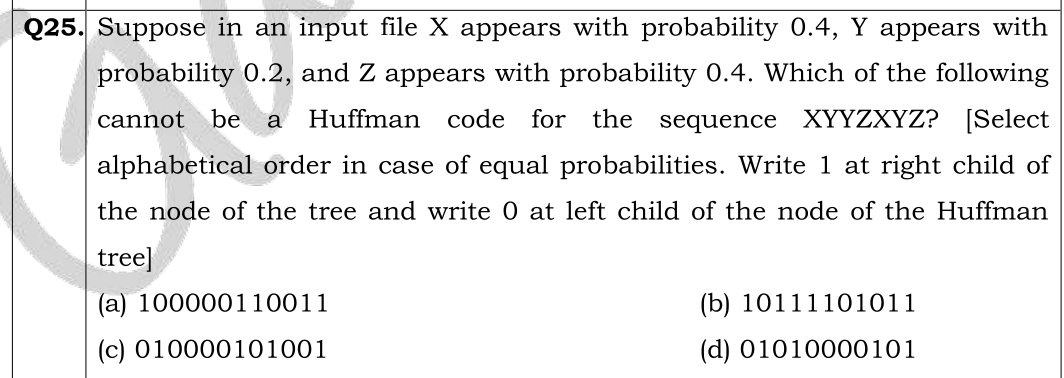 Q25. Suppose in an input file X appears with probability 0.4, Y appears with
probability 0.2, and Z appears with probability 0.4. Which of the following
cannot be a Huffman code for the sequence XYYZXYZ? [Select
alphabetical order in case of equal probabilities. Write 1 at right child of
the node of the tree and write 0 at left child of the node of the Huffman
tree]
(a) 100000110011 (b) 10111101011
(c) 010000101001 (d) 01010000101